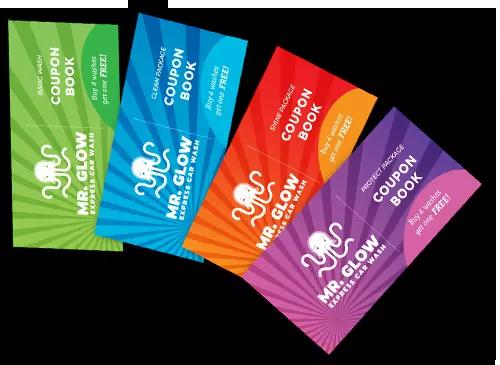 BASIC WASH
COUPON
BOOK
Buy 4 washes
get one FREE!
MR. GLOW
EXPRESS CAR WASH
CLEAN PACKAGE
COUPON
BOOK
Buy 4 washes
get one FREE!
MR. GLOW
EXPRESS CAR WASH
SHINE PACKAGE
COUPON
BOOK
Buy 4 washes
get one FREE!
MR. GLOW
EXPRESS CAR WASH
PROTECT PACKAGE
COUPON
BOOK
Buy 4 washes
get one FREE!
MR. GLOW
EXPRESS CAR WASH